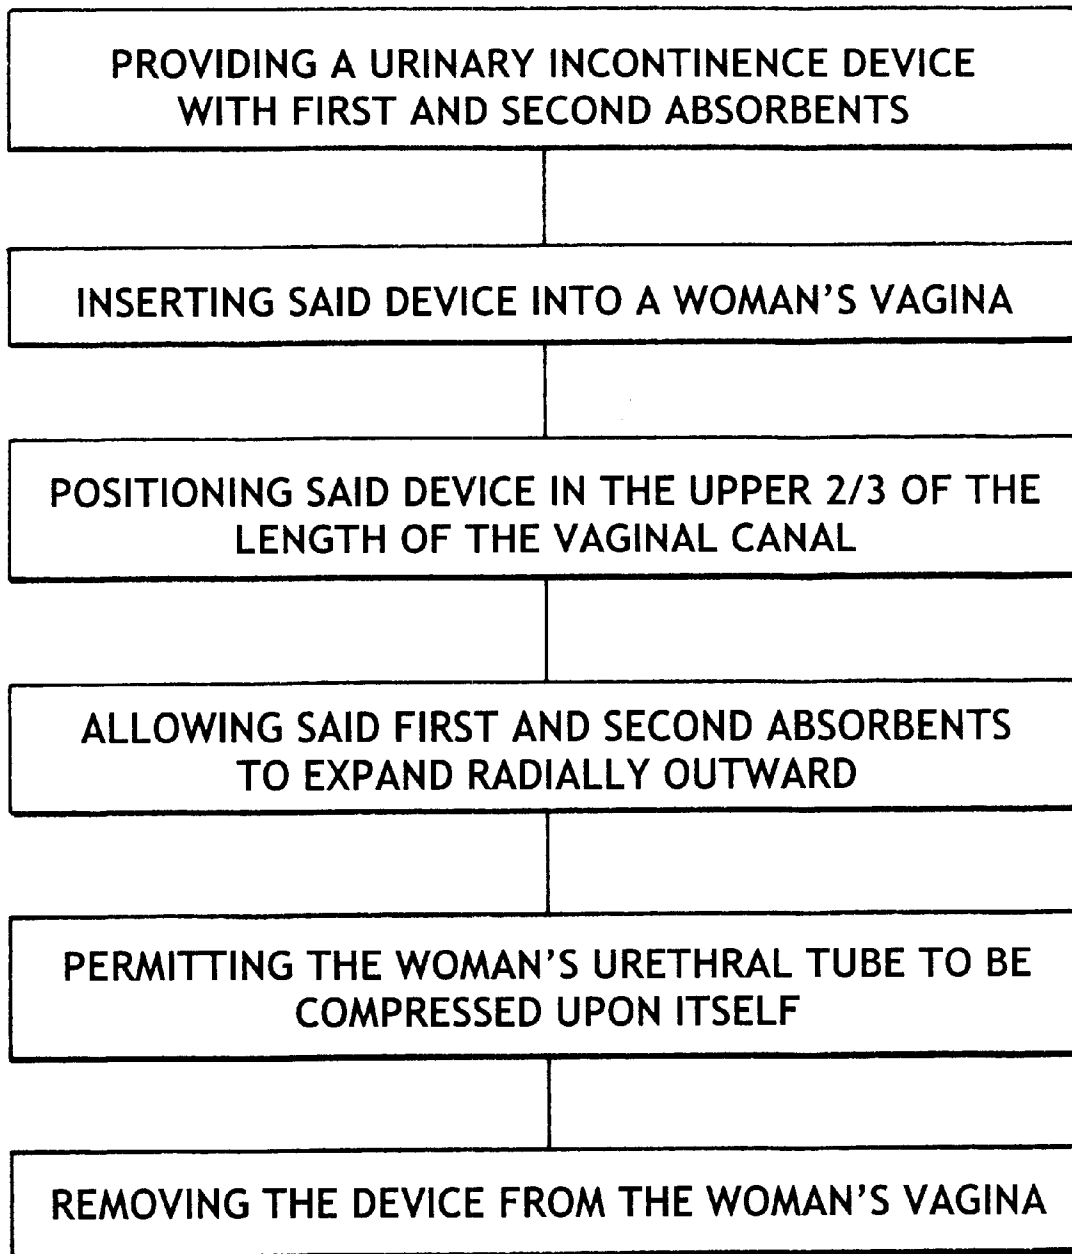 PROVIDING A URINARY INCONTINENCE DEVICE
WITH FIRST AND SECOND ABSORBENTS
INSERTING SAID DEVICE INTO A WOMAN'S VAGINA
POSITIONING SAID DEVICE IN THE UPPER 2/3 OF THE
LENGTH OF THE VAGINAL CANAL
ALLOWING SAID FIRST AND SECOND ABSORBENTS
TO EXPAND RADIALLY OUTWARD
PERMITTING THE WOMAN'S URETHRAL TUBE TO BE
COMPRESSED UPON ITSELF
REMOVING THE DEVICE FROM THE WOMAN'S VAGINA